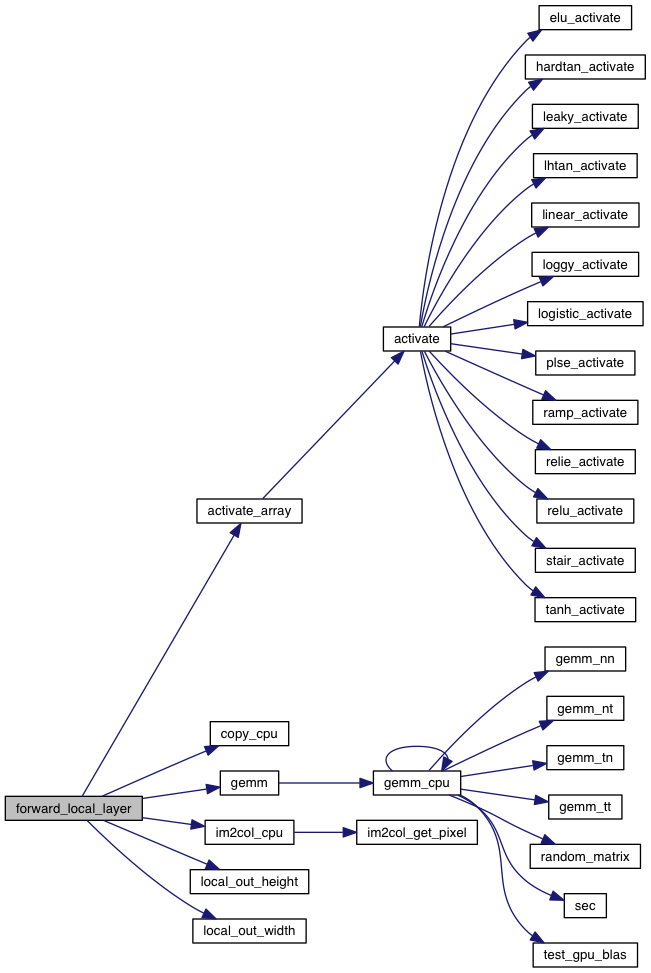 elu_activate
hardtan_activate
leaky_activate
lhtan_activate
linear_activate
loggy_activate
logistic_activate
activate
plse_activate
ramp_activate
relie_activate
activate_array
relu_activate
stair_activate
tanh_activate
gemm_nn
gemm_nt
copy_cpu
gemm_tn
gemm
gemm_cpu
forward_local_layer
gemm_tt
im2col_cpu
im2col_get_pixel
random_matrix
local_out_height
sec
local_out_width
test_gpu_blas